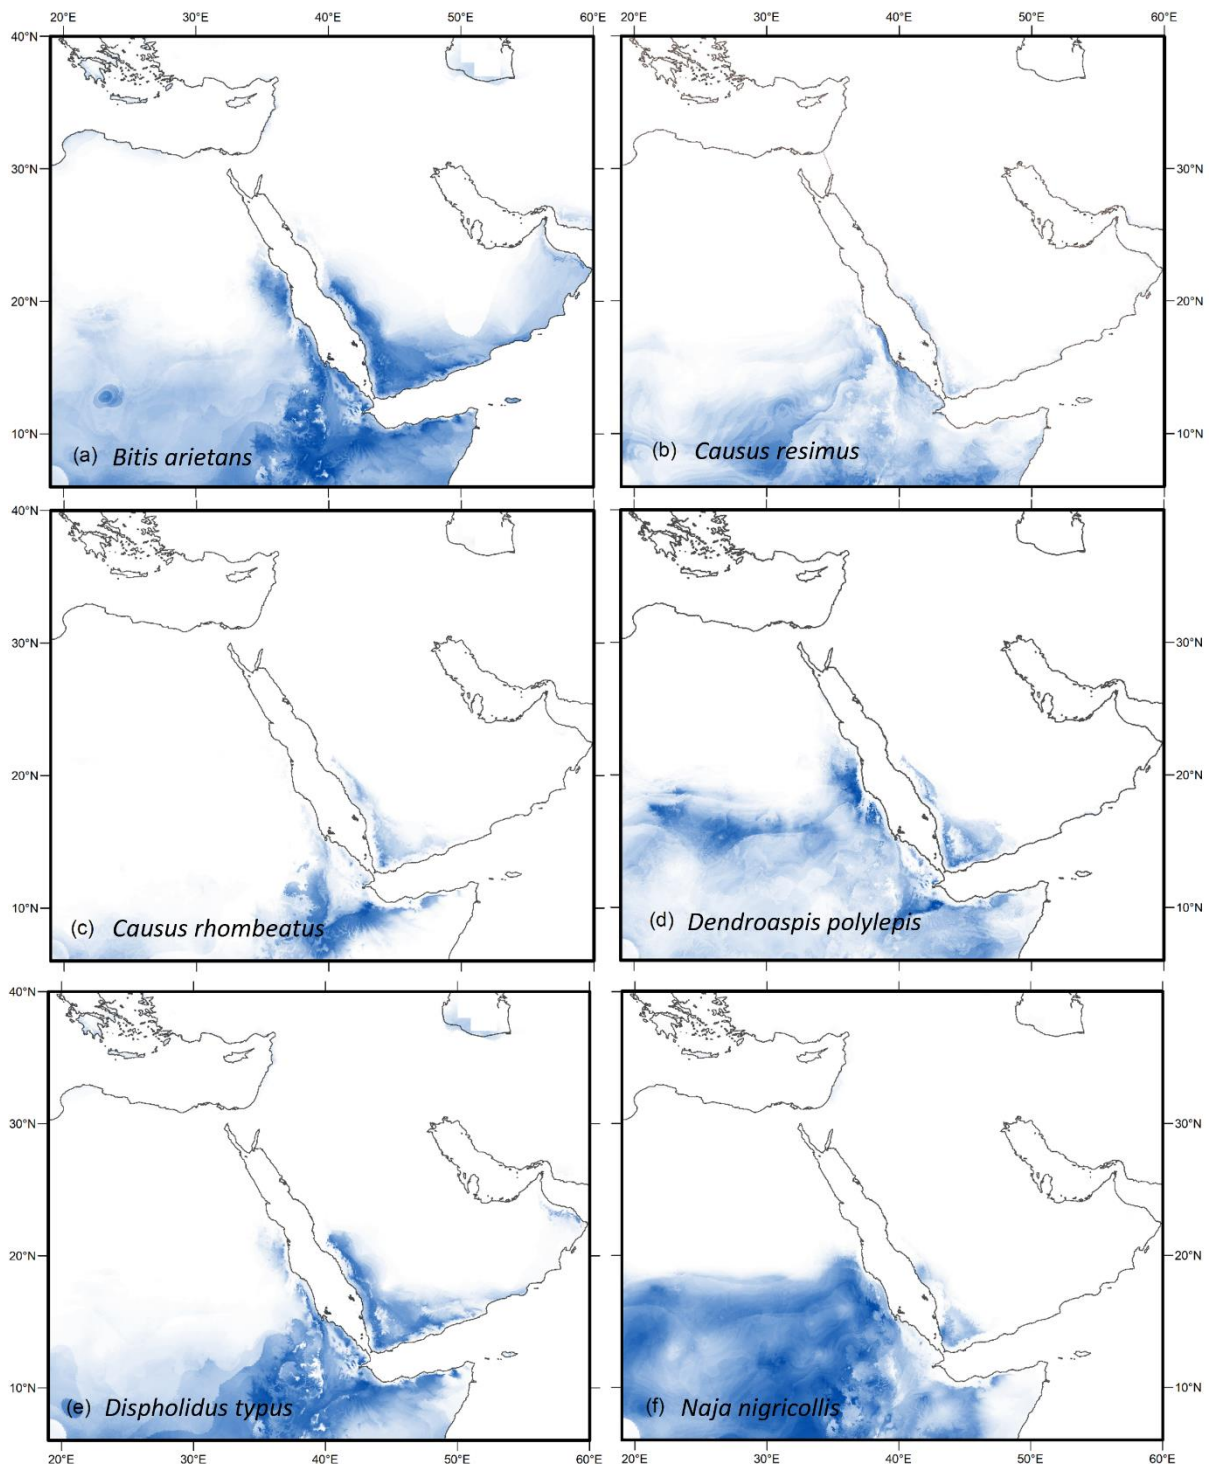 20°E 30°E 40°E 50°E 60°E 20°E 30°E 40°E 50°E 60°E
40°N
30°N 30°N
20°N 20°N
10°N 10°N
(a) Bitis arietans (b) Causus resimus
40°N
30°N 30°N
20°N 20°N
10°N 10°N
(c) Causus rhombeatus (d) Dendroaspis polylepis
40°N
30°N 30°N
20°N 20°N
10°N 10°N
(e) Dispholidus typus (f) Naja nigricollis
20°E 30°E 40°E 50°E 60°E 20°E 30°E 40°E 50°E 60°E